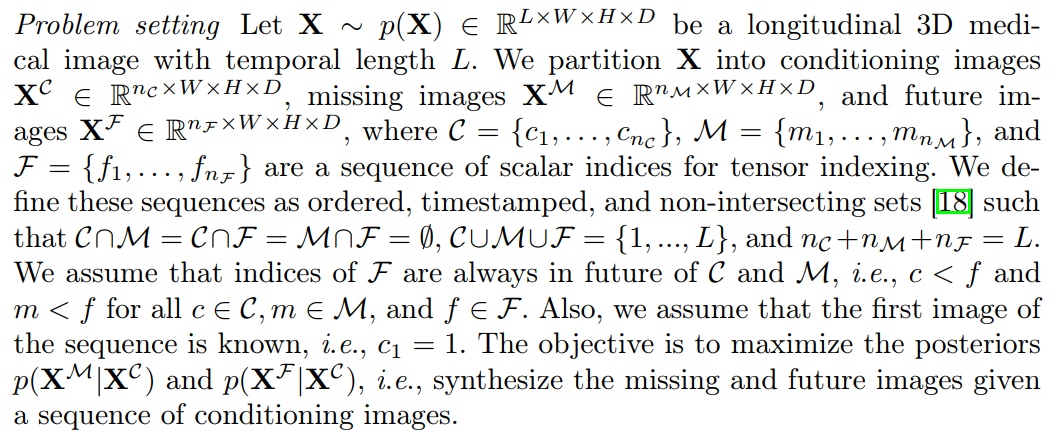 Problem setting Let X ∼ p(X) ∈ ℝ^{L×W×H×D} be a longitudinal 3D medi-
cal image with temporal length L. We partition X into conditioning images
X^𝒞 ∈ ℝ^{n_𝒞×W×H×D}, missing images X^ℳ ∈ ℝ^{n_ℳ×W×H×D}, and future im-
ages X^ℱ ∈ ℝ^{n_ℱ×W×H×D}, where 𝒞 = {c_1, . . . , c_{n_𝒞}}, ℳ = {m_1, . . . , m_{n_ℳ}}, and
ℱ = {f_1, . . . , f_{n_ℱ}} are a sequence of scalar indices for tensor indexing. We de-
fine these sequences as ordered, timestamped, and non-intersecting sets [18] such
that 𝒞∩ℳ = 𝒞∩ℱ = ℳ∩ℱ = ∅, 𝒞∪ℳ∪ℱ = {1, ..., L}, and n_𝒞+n_ℳ+n_ℱ = L.
We assume that indices of ℱ are always in future of 𝒞 and ℳ, i.e., c < f and
m < f for all c ∈ 𝒞, m ∈ ℳ, and f ∈ ℱ. Also, we assume that the first image of
the sequence is known, i.e., c_1 = 1. The objective is to maximize the posteriors
p(X^ℳ|X^𝒞) and p(X^ℱ|X^𝒞), i.e., synthesize the missing and future images given
a sequence of conditioning images.